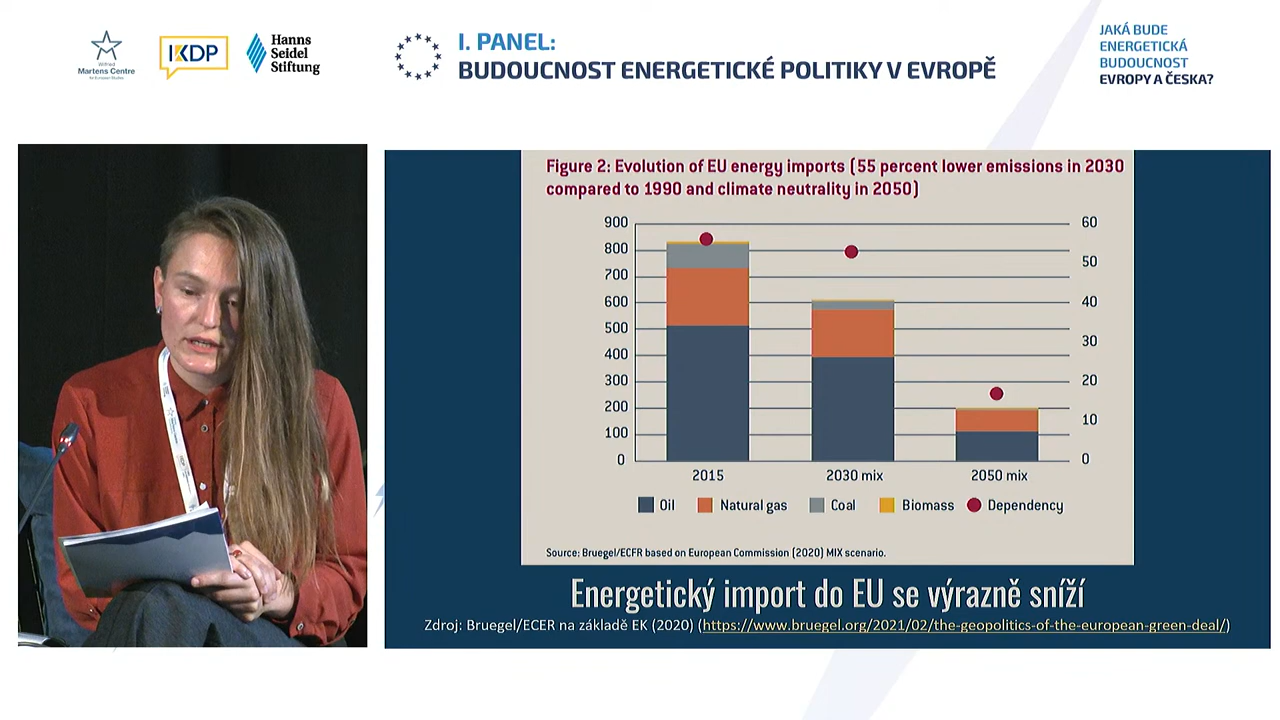 Wilfried
Martens Centre
for European Studies
IKDP
Hanns
Seidel
Stiftung
I. PANEL:
BUDOUCNOST ENERGETICKÉ POLITIKY V EVROPĚ
JAKÁ BUDE
ENERGETICKÁ
BUDOUCNOST
EVROPY A ČESKA?
Figure 2: Evolution of EU energy imports (55 percent lower emissions in 2030
compared to 1990 and climate neutrality in 2050)
900 60
800
50
700
600 40
500
30
400
300 20
200
10
100
0 0
2015 2030 mix 2050 mix
Oil Natural gas Coal Biomass Dependency
Source: Bruegel/ECFR based on European Commission (2020) MIX scenario.
Energetický import do EU se výrazně sníží
Zdroj: Bruegel/ECER na základě EK (2020) (https://www.bruegel.org/2021/02/the-geopolitics-of-the-european-green-deal/)